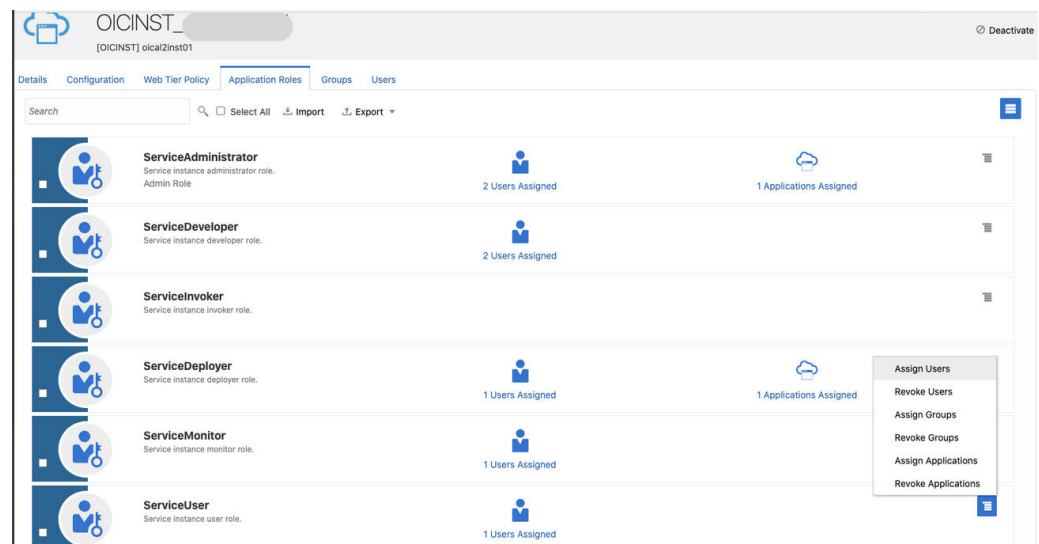 OICINST_
[OICINST] oical2inst01
Deactivate
Details Configuration Web Tier Policy Application Roles Groups Users
Search Select All Import Export
ServiceAdministrator
Service instance administrator role.
Admin Role
2 Users Assigned
1 Applications Assigned
ServiceDeveloper
Service instance developer role.
2 Users Assigned
ServiceInvoker
Service instance invoker role.
ServiceDeployer
Service instance deployer role.
1 Users Assigned
1 Applications Assigned
Assign Users
Revoke Users
Assign Groups
Revoke Groups
Assign Applications
Revoke Applications
ServiceMonitor
Service instance monitor role.
1 Users Assigned
ServiceUser
Service instance user role.
1 Users Assigned